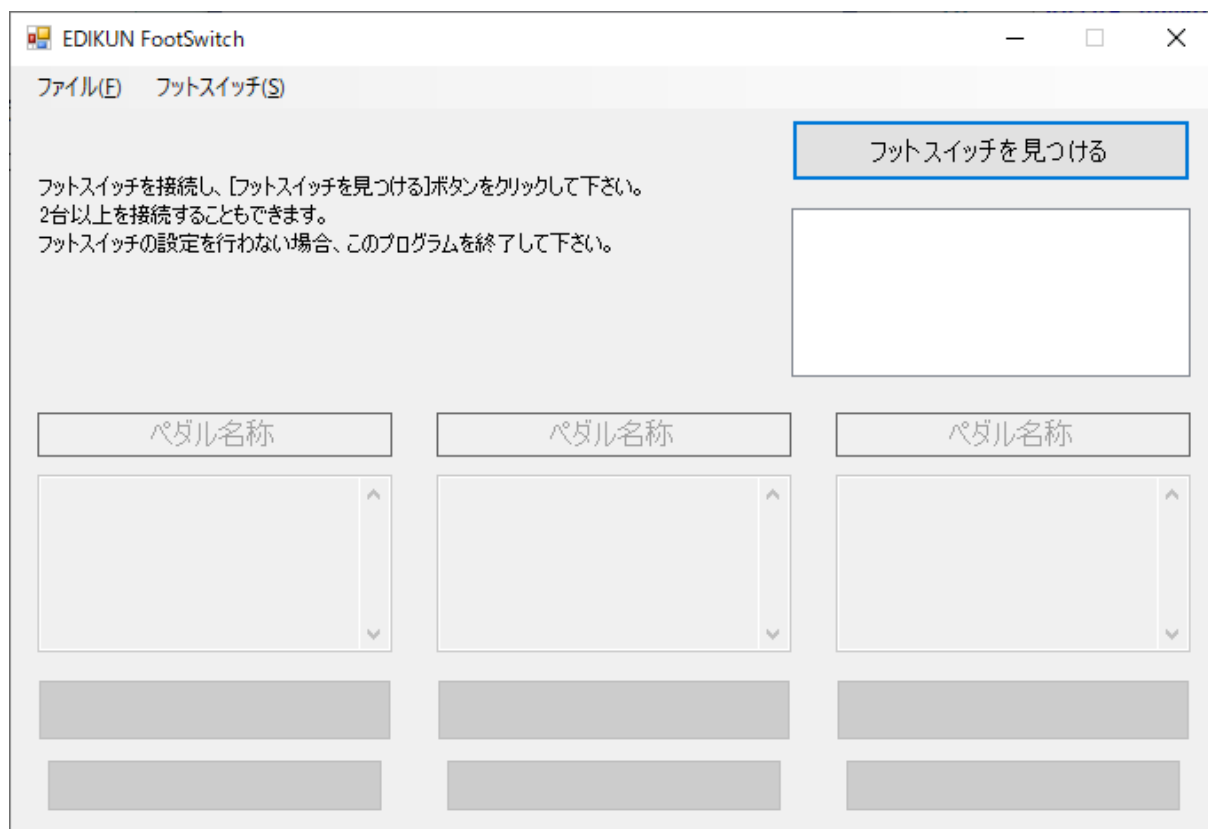 EDIKUN FootSwitch
ファイル(F) フットスイッチ(S)
フットスイッチを見つける
フットスイッチを接続し、[フットスイッチを見つける]ボタンをクリックして下さい。
2台以上を接続することもできます。
フットスイッチの設定を行わない場合、このプログラムを終了して下さい。
ペダル名称 ペダル名称 ペダル名称